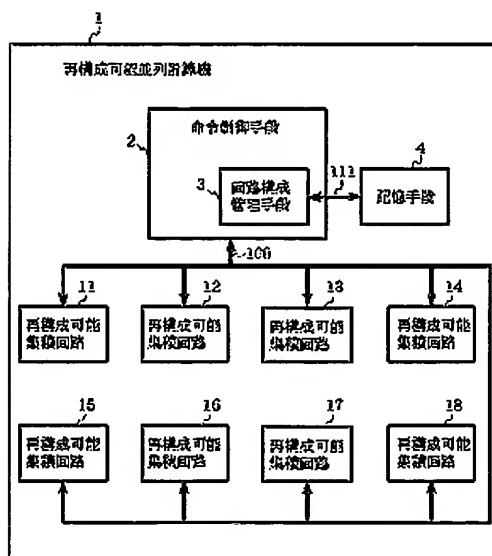 1
再構成可能並列計算機
命令制御手段
2
3
回路構成
管理手段
111
4
記憶手段
100
11
12
13
14
再構成可能
集積回路
再構成可能
集積回路
再構成可能
集積回路
再構成可能
集積回路
15
16
17
18
再構成可能
集積回路
再構成可能
集積回路
再構成可能
集積回路
再構成可能
集積回路